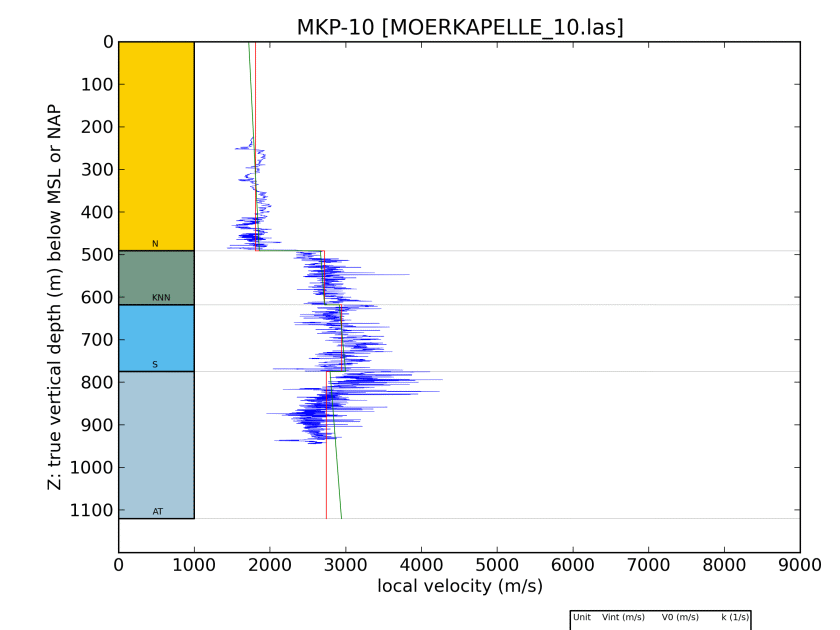 MKP-10 [MOERKAPELLE_10.las]
Z: true vertical depth (m) below MSL or NAP
0
100
200
300
400
500
600
700
800
900
1000
1100
N
KNN
S
AT
0 1000 2000 3000 4000 5000 6000 7000 8000 9000
local velocity (m/s)
Unit Vint (m/s) V0 (m/s) k (1/s)